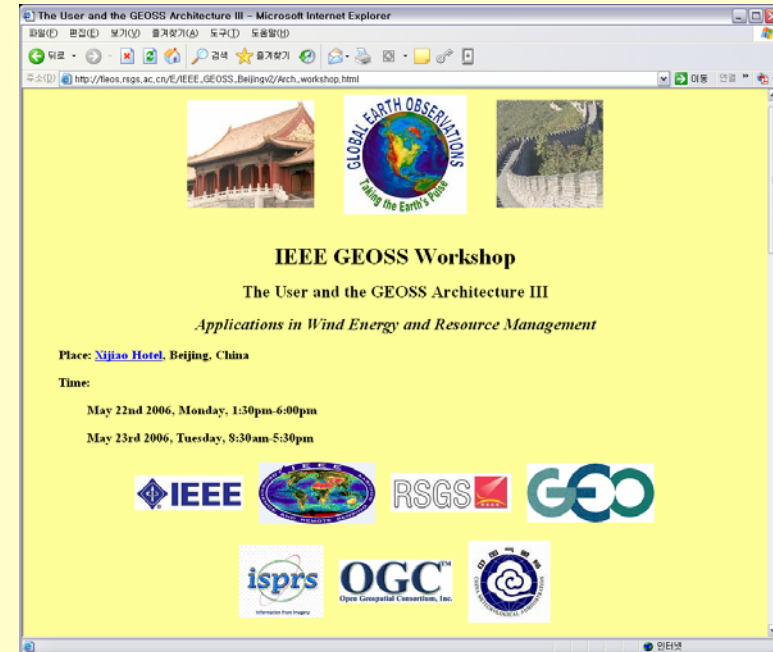 The User and the GEOSS Architecture III - Microsoft Internet Explorer
파일(F) 편집(E) 보기(V) 즐겨찾기(A) 도구(T) 도움말(H)
뒤로 검색 즐겨찾기
주소(D) http://fieos.rsgs.ac.cn/E/IEEE_GEOSS_Beijingv2/Arch_workshop.html 이동 연결 »
GLOBAL EARTH OBSERVATIONS
Taking the Earth's Pulse
IEEE GEOSS Workshop
The User and the GEOSS Architecture III
Applications in Wind Energy and Resource Management
Place: Xijiao Hotel, Beijing, China
Time:
May 22nd 2006, Monday, 1:30pm-6:00pm
May 23rd 2006, Tuesday, 8:30am-5:30pm
IEEE IEEE RSGS GEO
isprs OGC™
Information from Imagery Open Geospatial Consortium, Inc.
인터넷